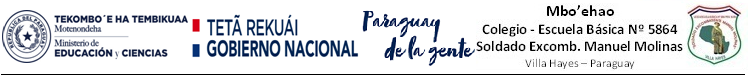 TEKOMBO´E HA TEMBIKUAA
Motenondeha
Ministerio de
EDUCACIÓN y CIENCIAS
TETÃ REKUÁI
GOBIERNO NACIONAL
Paraguay
de la gente
Mbo’ehao
Colegio - Escuela Básica Nº 5864
Soldado Excomb. Manuel Molinas
Villa Hayes – Paraguay